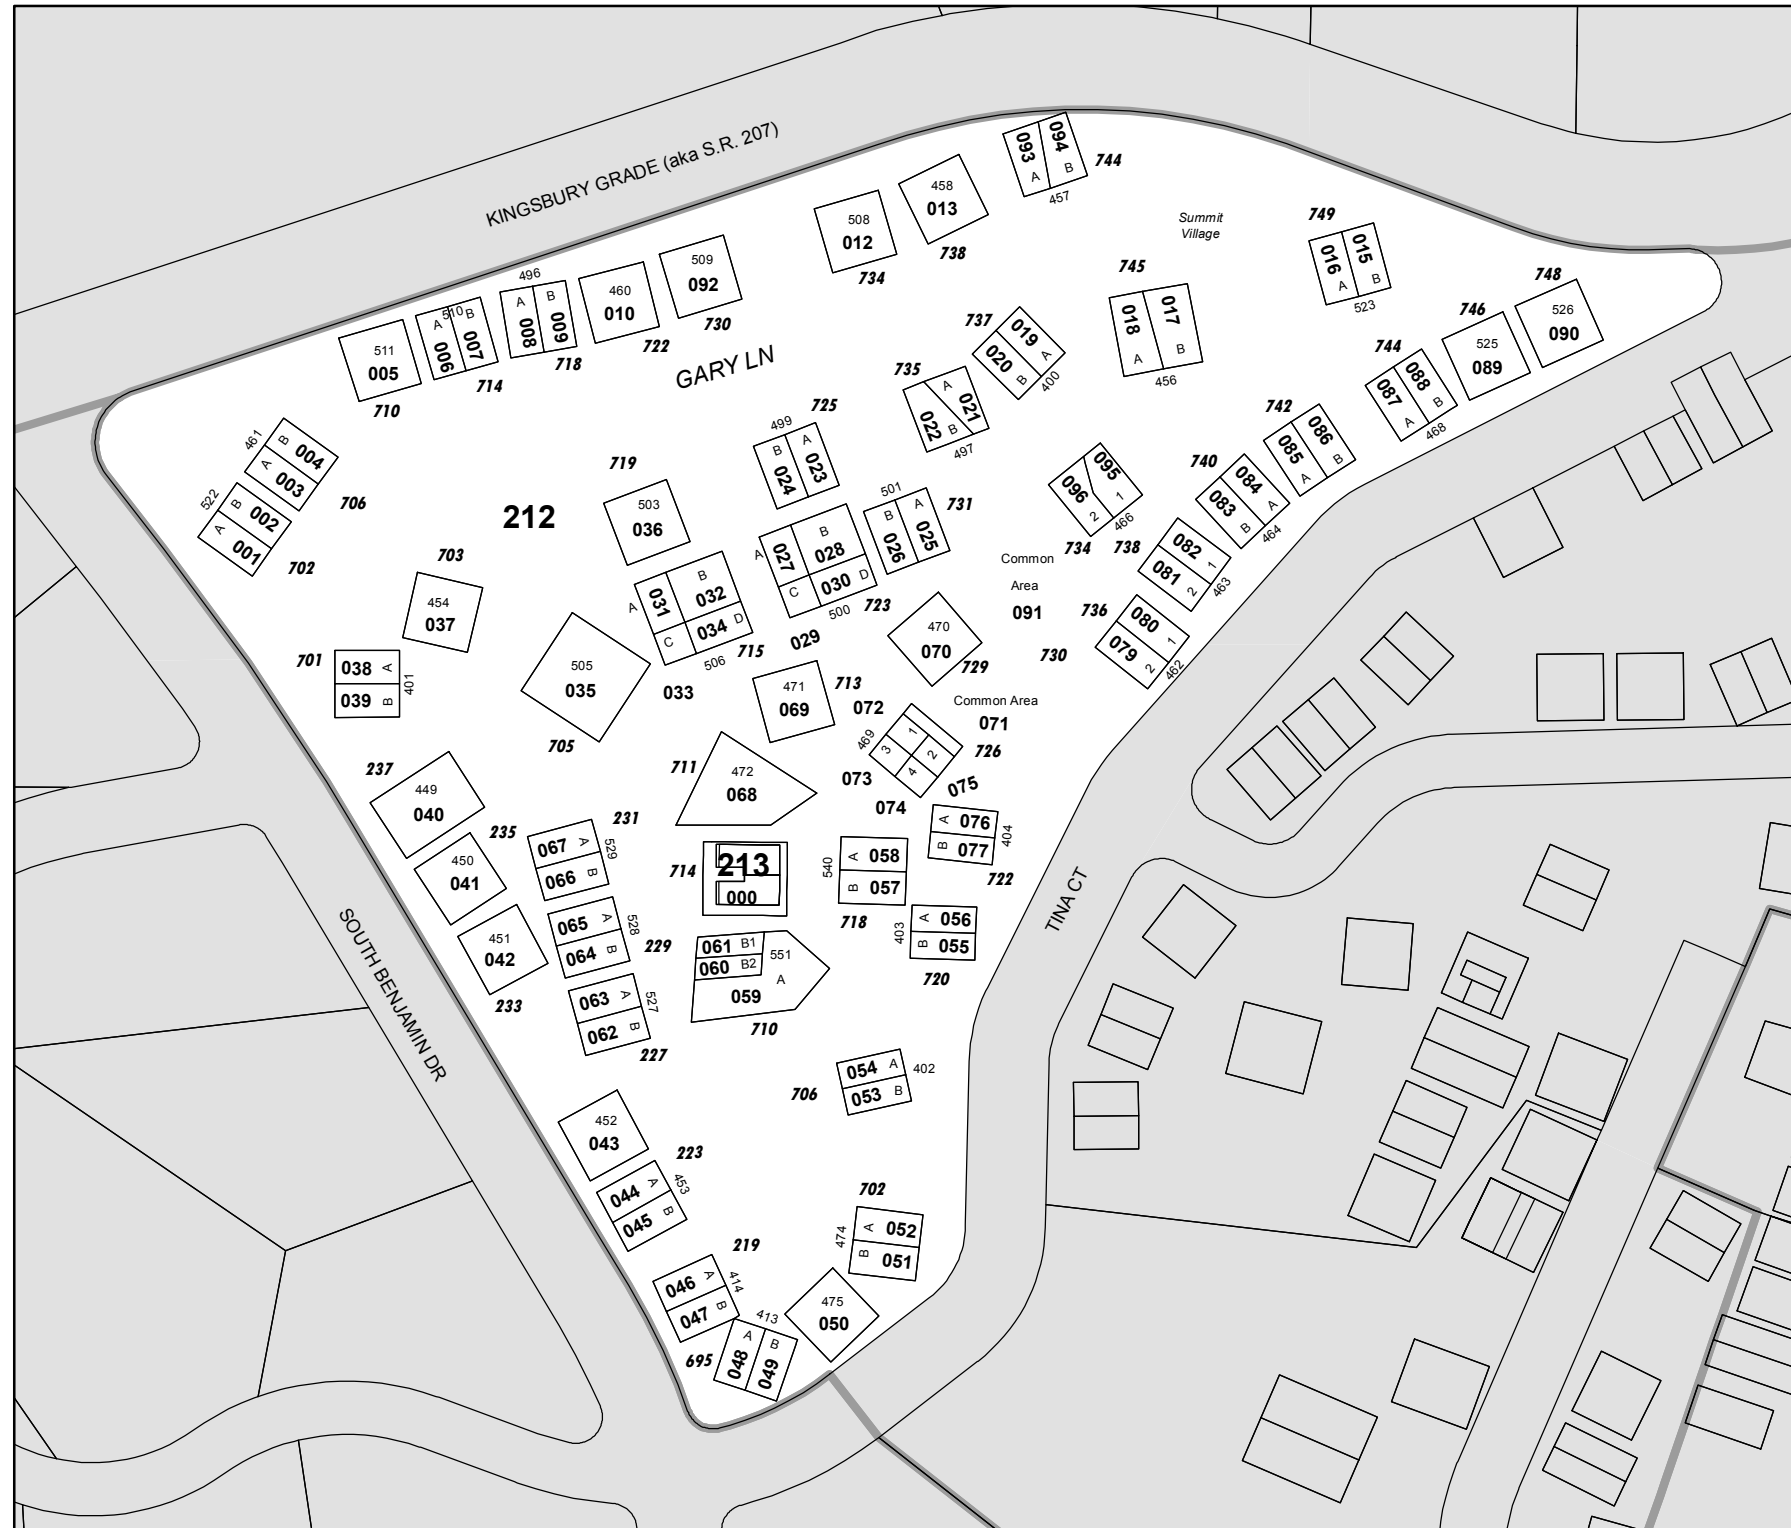 KINGSBURY GRADE (aka S.R. 207)
093
A
094
B
744
457
458
013
738
508
012
734
Summit
Village
749
016
A
015
B
523
509
092
730
460
010
722
496
A
008
B
009
718
510
A
006
B
007
714
511
005
710
GARY LN
745
018
A
017
B
456
748
526
090
746
525
089
744
087
A
088
B
468
742
085
A
086
B
740
084
A
083
B
464
737
019
A
020
B
400
735
A
021
022
B
497
725
499
B
024
A
023
719
503
036
212
461
B
004
A
003
706
522
B
002
A
001
702
095
1
096
2
466
734
738
082
1
081
2
463
501
731
B
026
A
025
A
027
B
028
C
030
D
500
723
029
Common
Area
091
736
080
1
079
2
462
730
703
454
037
A
031
B
032
C
034
D
506
715
033
505
035
705
470
070
729
701
038
A
039
B
401
471
069
713
072
Common Area
071
469
1
2
3
4
726
073
074
075
711
472
068
237
449
040
235
450
041
231
067
A
066
B
529
714
213
000
540
A
058
B
057
718
A
076
B
077
404
722
403
A
056
B
055
720
451
042
233
065
A
064
B
528
229
063
A
062
B
527
227
061
B1
060
B2
551
A
059
710
SOUTH BENJAMIN DR
TINA CT
054
A
053
B
402
706
452
043
223
044
A
045
B
453
702
474
A
052
B
051
219
046
A
047
B
414
475
050
413
695
A
048
B
049